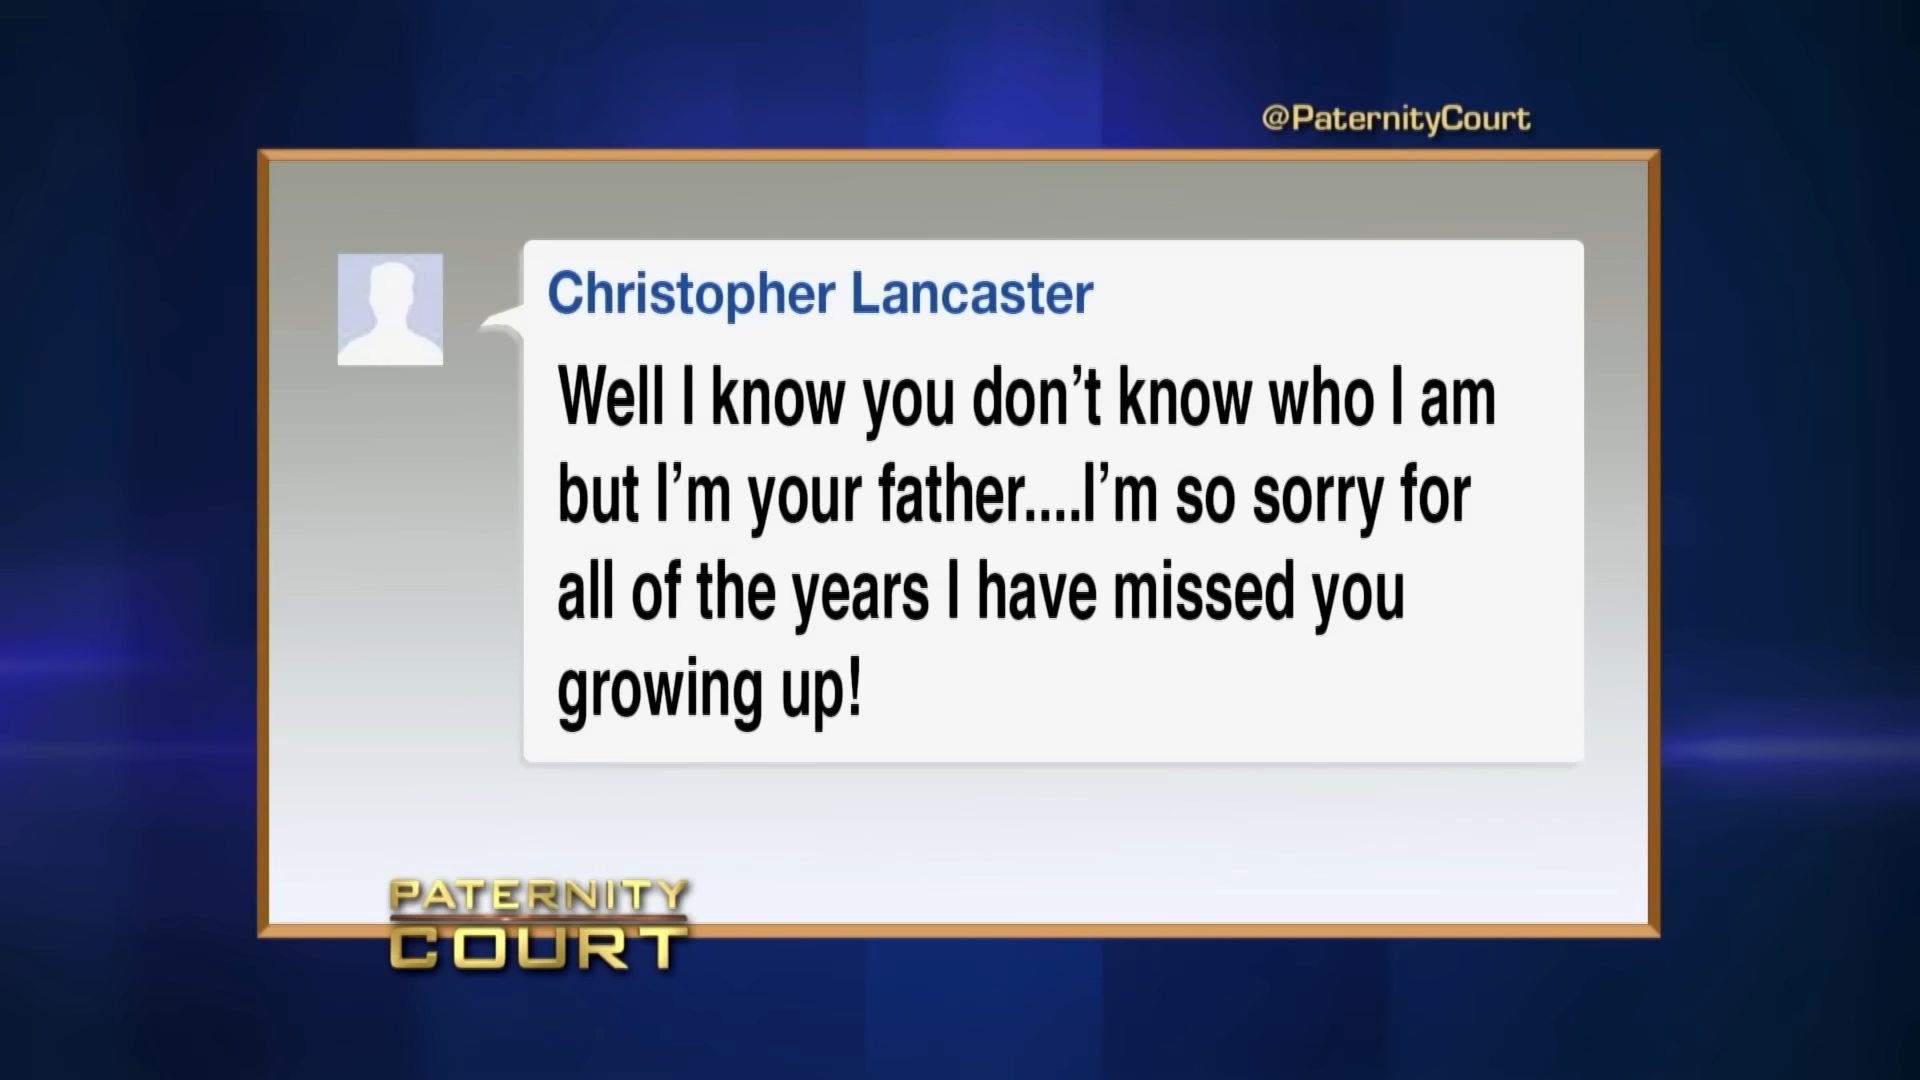 @PaternityCourt
Christopher Lancaster
Well I know you don’t know who I am
but I’m your father....I’m so sorry for
all of the years I have missed you
growing up!
PATERNITY
COURT